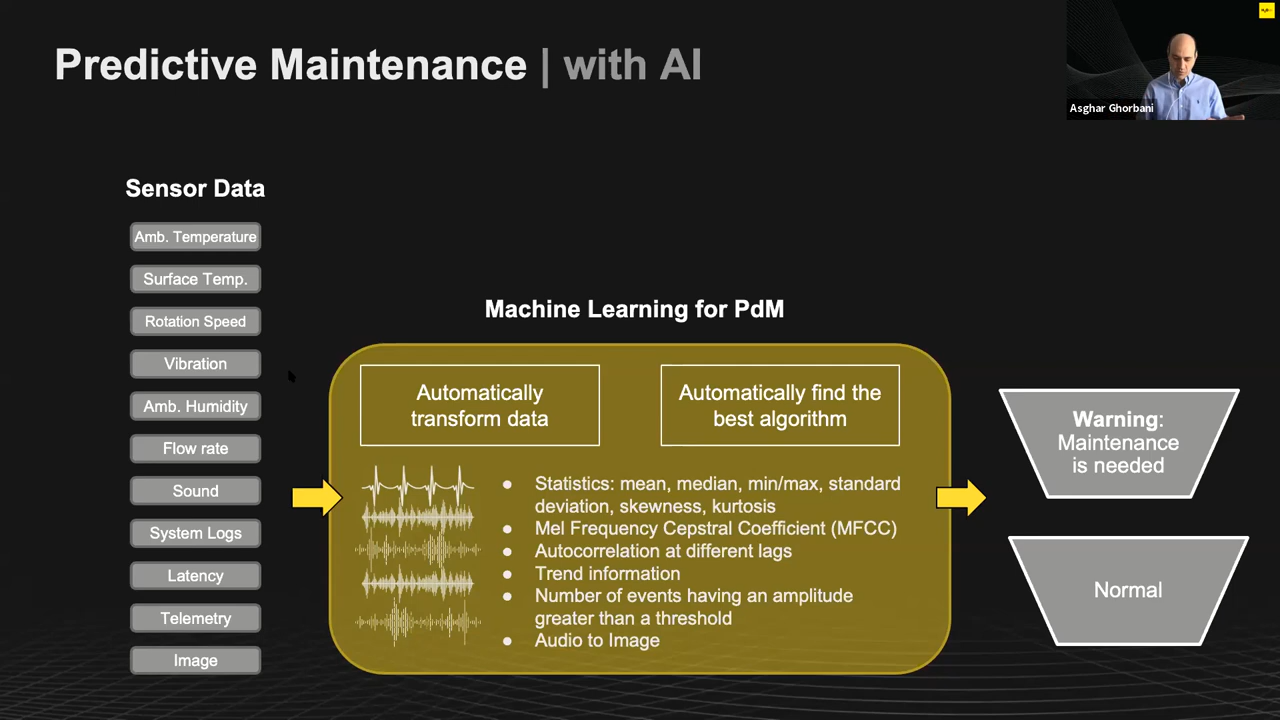 Predictive Maintenance | with AI
Asghar Ghorbani
Sensor Data
Amb. Temperature
Surface Temp.
Rotation Speed
Vibration
Amb. Humidity
Flow rate
Sound
System Logs
Latency
Telemetry
Image
Machine Learning for PdM
Automatically
transform data
Automatically find the
best algorithm
● Statistics: mean, median, min/max, standard
deviation, skewness, kurtosis
● Mel Frequency Cepstral Coefficient (MFCC)
● Autocorrelation at different lags
● Trend information
● Number of events having an amplitude
greater than a threshold
● Audio to Image
Warning:
Maintenance
is needed
Normal